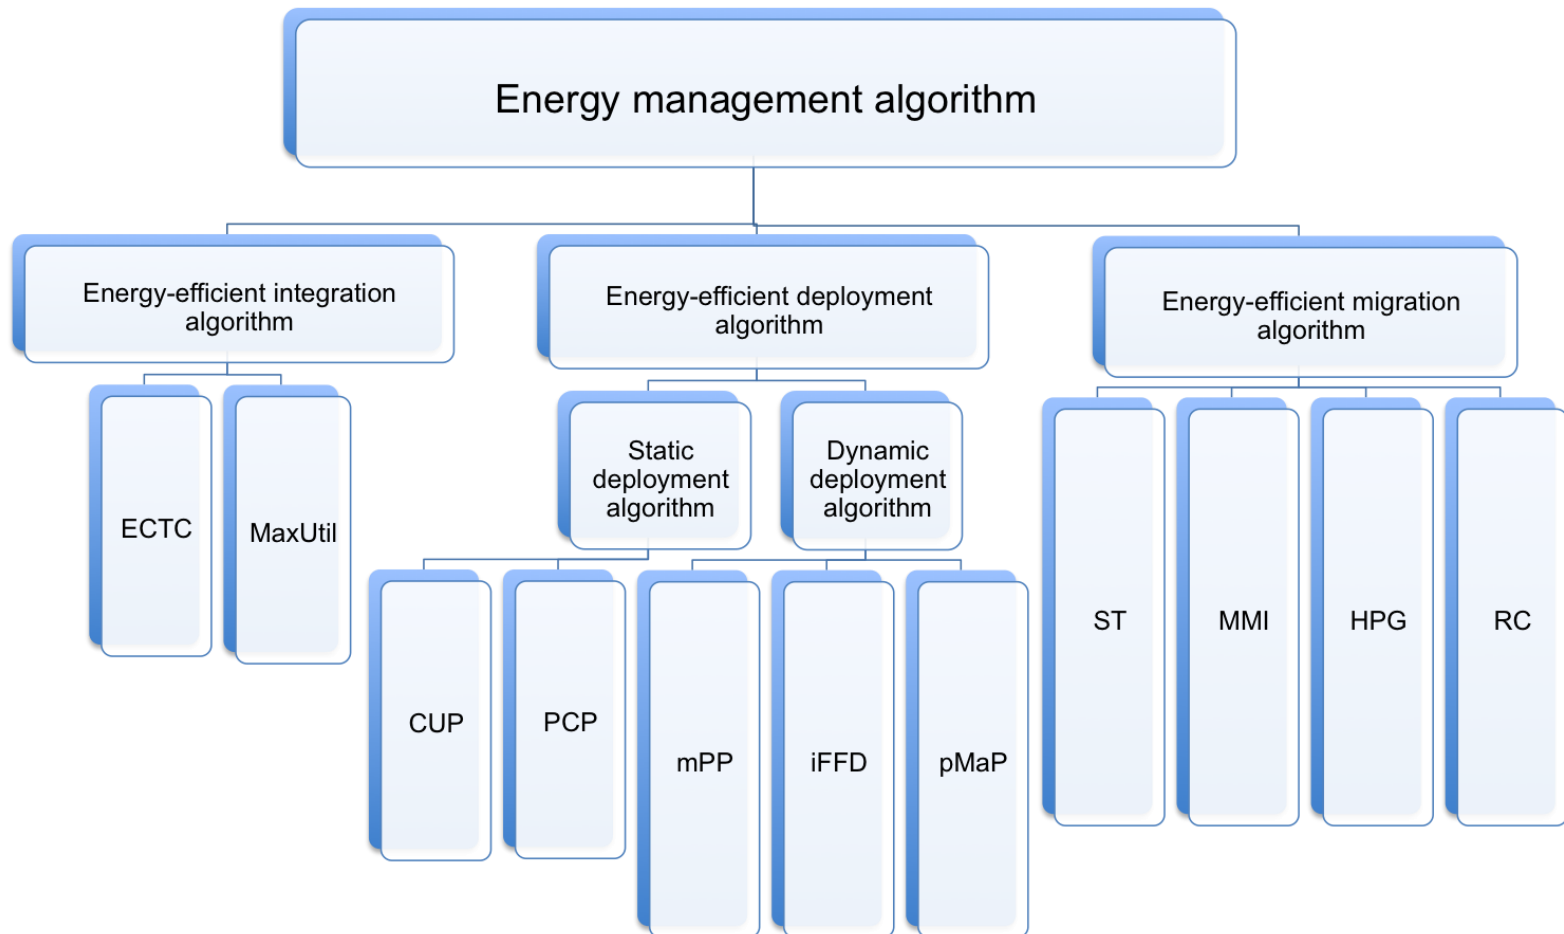 Energy management algorithm
Energy-efficient integration
algorithm
Energy-efficient deployment
algorithm
Energy-efficient migration
algorithm
ECTC
MaxUtil
Static
deployment
algorithm
Dynamic
deployment
algorithm
CUP
PCP
mPP
iFFD
pMaP
ST
MMI
HPG
RC